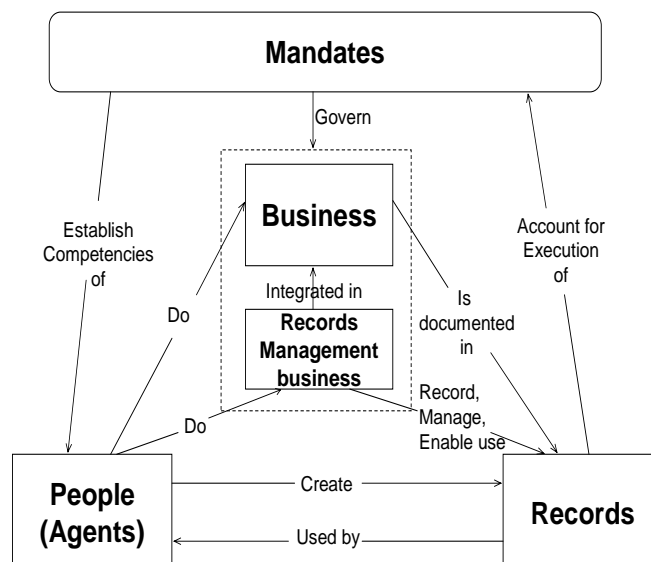 Mandates
Govern
Business
Establish
Competencies
of
Account for
Execution
of
Integrated in
Is
documented
in
Do
Records
Management
business
Record,
Manage,
Enable use
Do
People
(Agents)
Create
Records
Used by